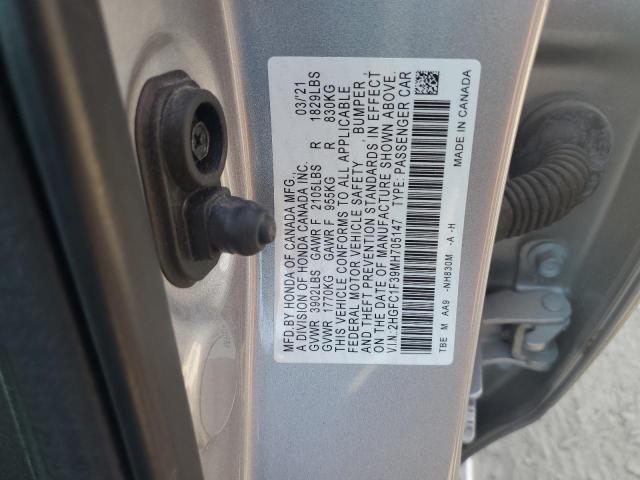 MFD.BY HONDA OF CANADA MFG., 03/'21
A DIVISION OF HONDA CANADA INC.
GVWR 3902LBS GAWR F 2105LBS R 1829LBS
GVWR 1770KG GAWR F 955KG R 830KG
THIS VEHICLE CONFORMS TO ALL APPLICABLE
FEDERAL MOTOR VEHICLE SAFETY BUMPER,
AND THEFT PREVENTION STANDARDS IN EFFECT
ON THE DATE OF MANUFACTURE SHOWN ABOVE.
V.I.N.:2HGFC1F39MH705147 TYPE: PASSENGER CAR
TBE M AA9 -NH830M -A -H MADE IN CANADA